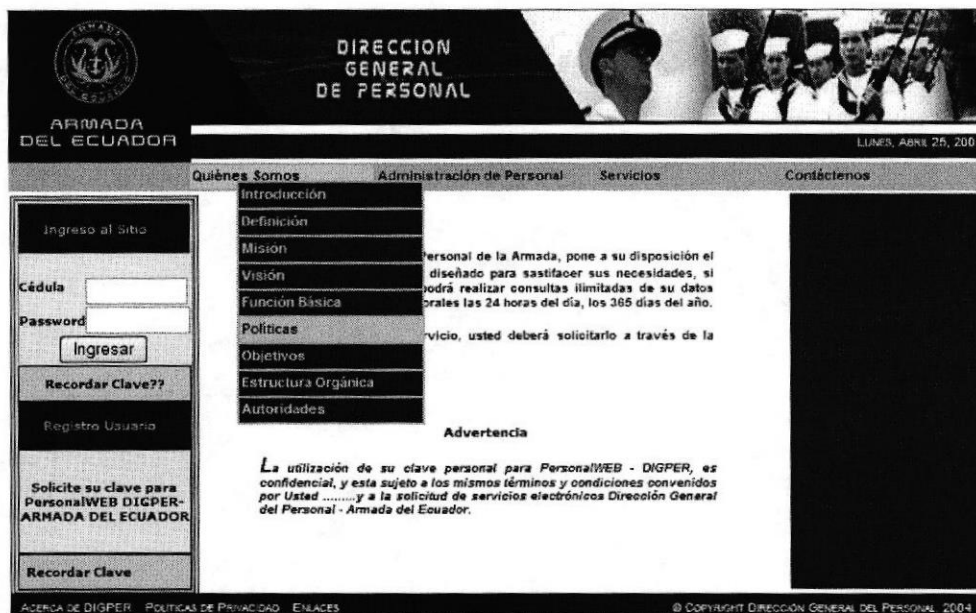 ARMADA
DEL ECUADOR
DIRECCION
GENERAL
DE PERSONAL
LUNES, ABRIL 25, 200
Quiènes Somos
Administración de Personal
Servicios
Contáctenos
Introducción
Definición
Misión
Visión
Función Básica
Políticas
Objetivos
Estructura Orgánica
Autoridades
Ingreso al Sitio
Cédula
Password
Ingresar
Recordar Clave??
Registro Usuario
Solicite su clave para
PersonalWEB DIGPER-
ARMADA DEL ECUADOR
Recordar Clave
Personal de la Armada, pone a su disposición el
diseñado para sastifacer sus necesidades, si
podrá realizar consultas ilimitadas de su datos
orales las 24 horas del día, los 365 días del año.
rvicio, usted deberá solicitarlo a través de la
Advertencia
La utilización de su clave personal para PersonalWEB - DIGPER, es
confidencial, y esta sujeto a los mismos términos y condiciones convenidos
por Usted .........y a la solicitud de servicios electrónicos Dirección General
del Personal - Armada del Ecuador.
ACERCA DE DIGPER POLITICAS DE PRIVACIDAD ENLACES
© COPYRIGHT DIRECCIÓN GENERAL DEL PERSONAL, 2004